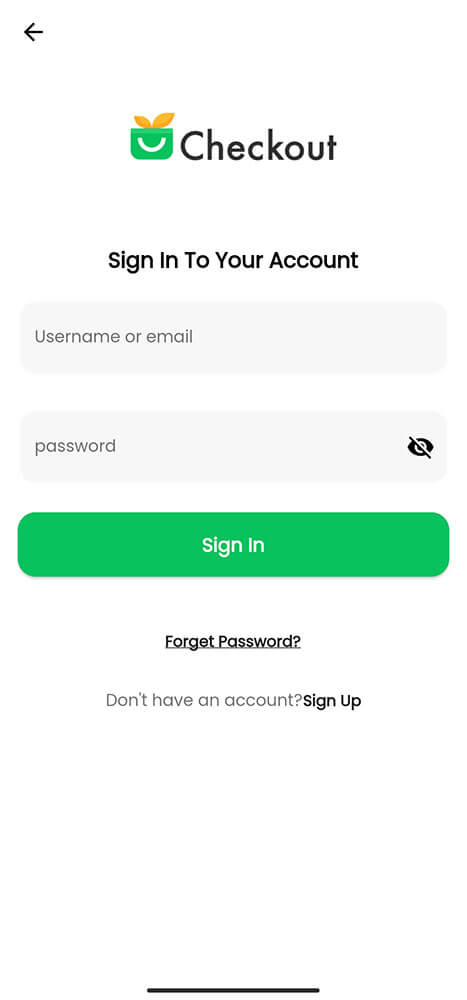 Checkout
Sign In To Your Account
Username or email
password
Sign In
Forget Password?
Don't have an account?Sign Up